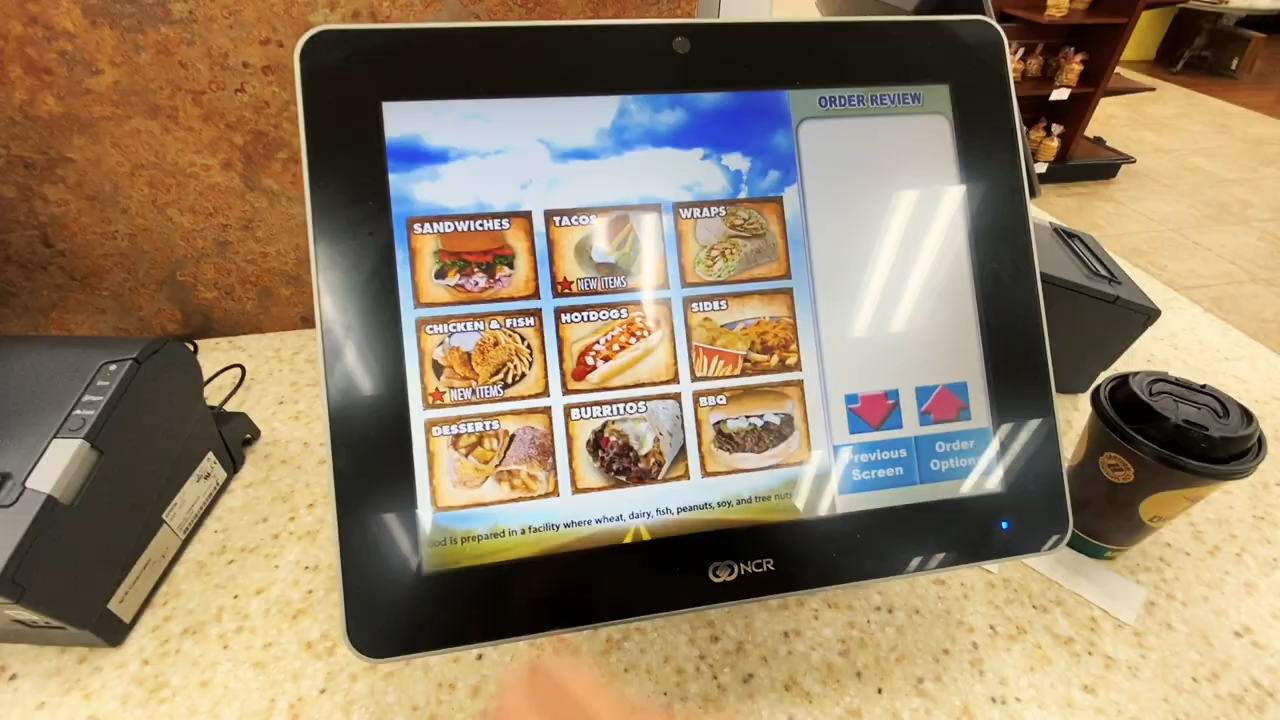 ORDER REVIEW
SANDWICHES
TACOS
NEW ITEMS
WRAPS
CHICKEN & FISH
NEW ITEMS
HOTDOGS
SIDES
DESSERTS
BURRITOS
BBQ
Previous
Screen
Order
Option
is prepared in a facility where wheat, dairy, fish, peanuts, soy, and tree nuts
NCR